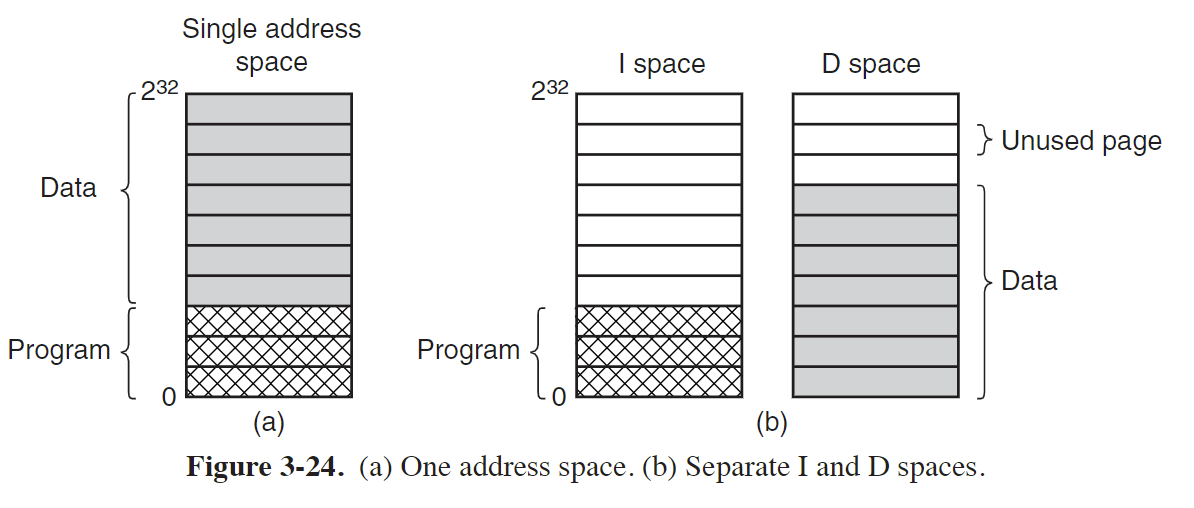 Single address
space
I space
D space
2³²
2³²
Unused page
Data
Data
Program
Program
0
0
(a)
(b)
Figure 3-24. (a) One address space. (b) Separate I and D spaces.